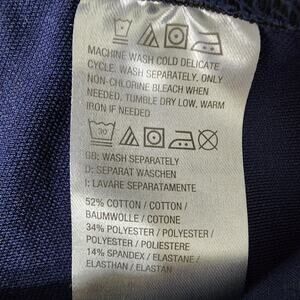 MACHINE WASH COLD DELICATE
CYCLE. WASH SEPARATELY. ONLY
NON-CHLORINE BLEACH WHEN
NEEDED, TUMBLE DRY LOW, WARM
IRON IF NEEDED
30
GB: WASH SEPARATELY
D: SEPARAT WASCHEN
I: LAVARE SEPARATAMENTE
52% COTTON / COTTON /
BAUMWOLLE / COTONE
34% POLYESTER / POLYESTER /
POLYESTER / POLIESTERE
14% SPANDEX / ELASTANE /
ELASTHAN / ELASTAN